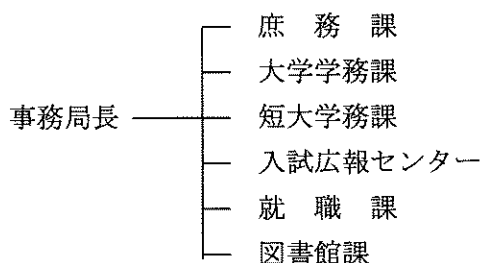 庶　務　課
大学学務課
事務局長
短大学務課
入試広報センター
就　職　課
図書館課